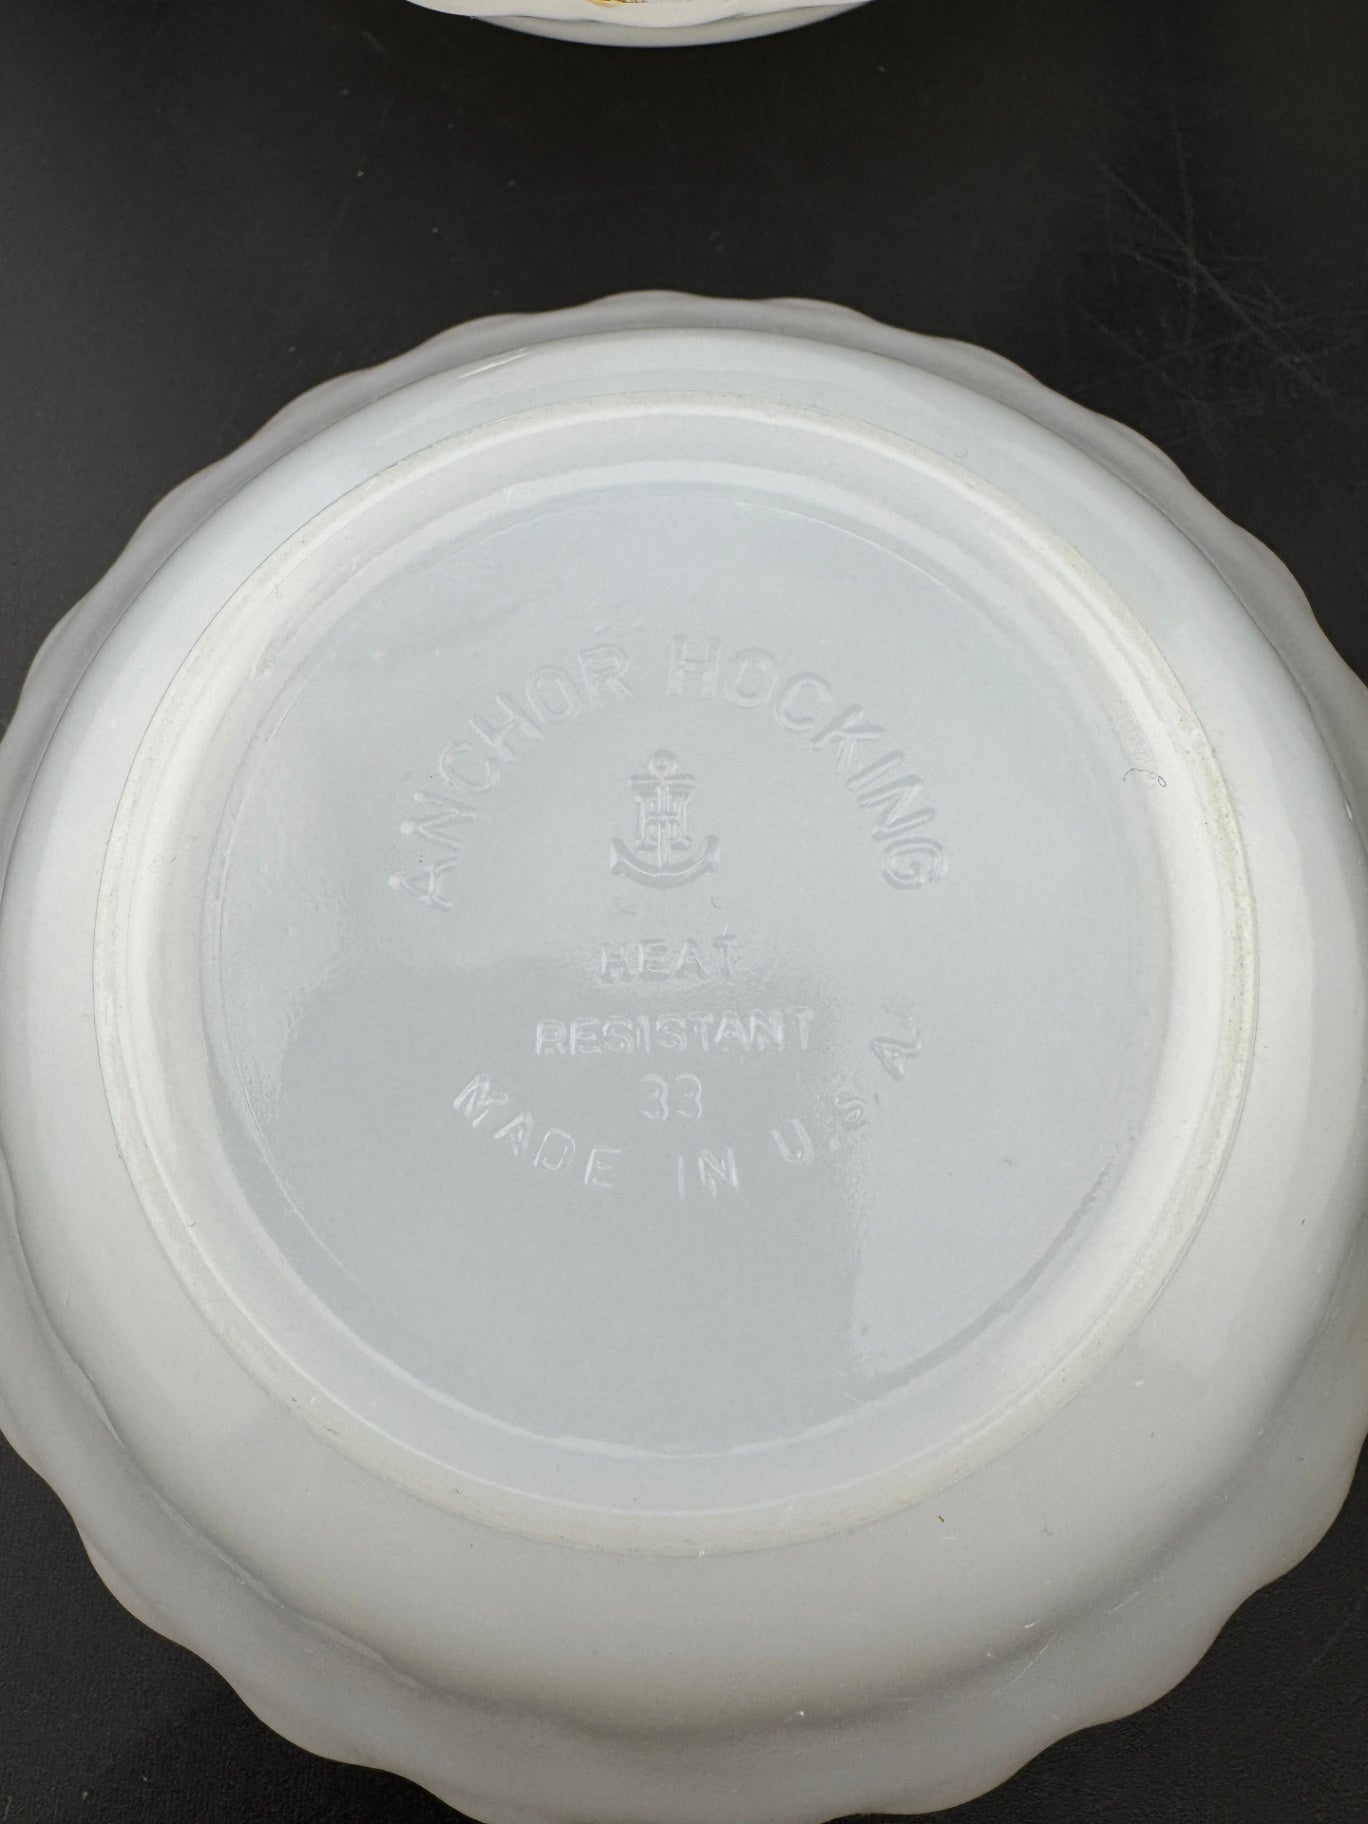 ANCHOR HOCKING
HEAT
RESISTANT
33
MADE IN U.S.A.